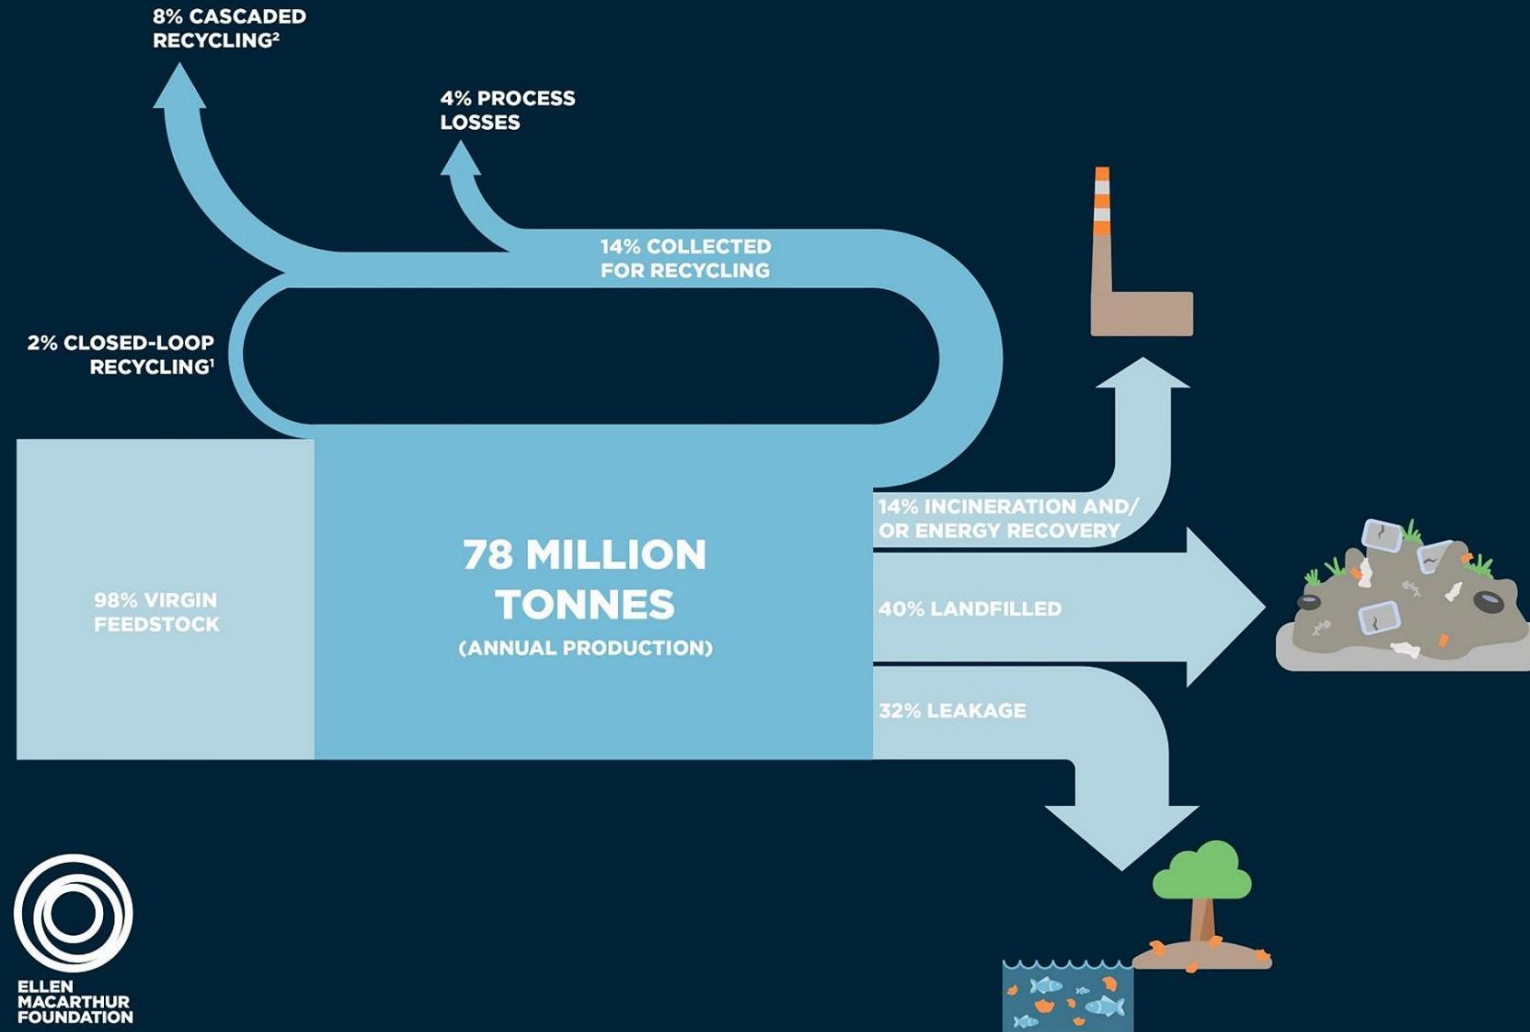 8% CASCADED
RECYCLING²
4% PROCESS
LOSSES
14% COLLECTED
FOR RECYCLING
2% CLOSED-LOOP
RECYCLING¹
98% VIRGIN
FEEDSTOCK
78 MILLION
TONNES
(ANNUAL PRODUCTION)
14% INCINERATION AND/
OR ENERGY RECOVERY
40% LANDFILLED
32% LEAKAGE
ELLEN
MACARTHUR
FOUNDATION